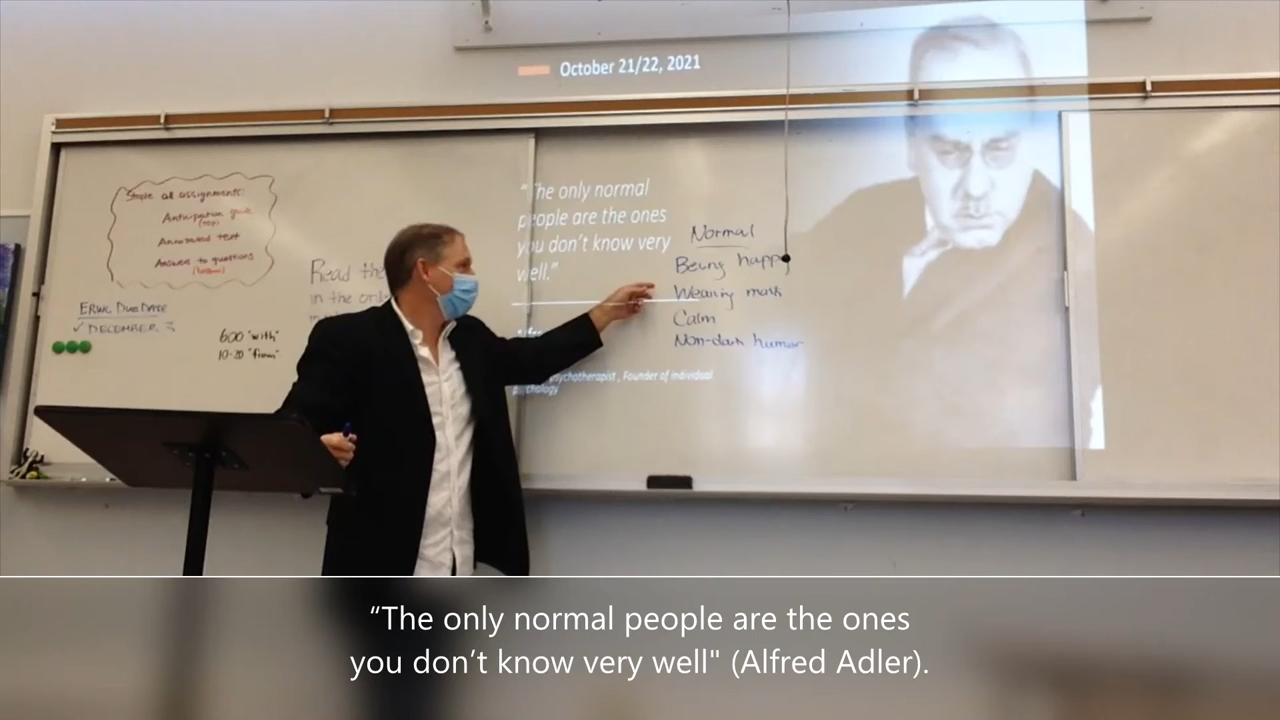 October 21/22, 2021
Staple all assignments:
Anticipation guide
(top)
Annotated text
Answers to questions
(bottom)
ERWC DUE DATE
✓ DECEMBER
600 "with"
10-20 "from"
Read the
in the only
"The only normal
people are the ones
you don't know very
well."
Normal
Being happy
Wearing mask
Calm
Non-dark humor
psychotherapist, Founder of individual
“The only normal people are the ones
you don’t know very well" (Alfred Adler).